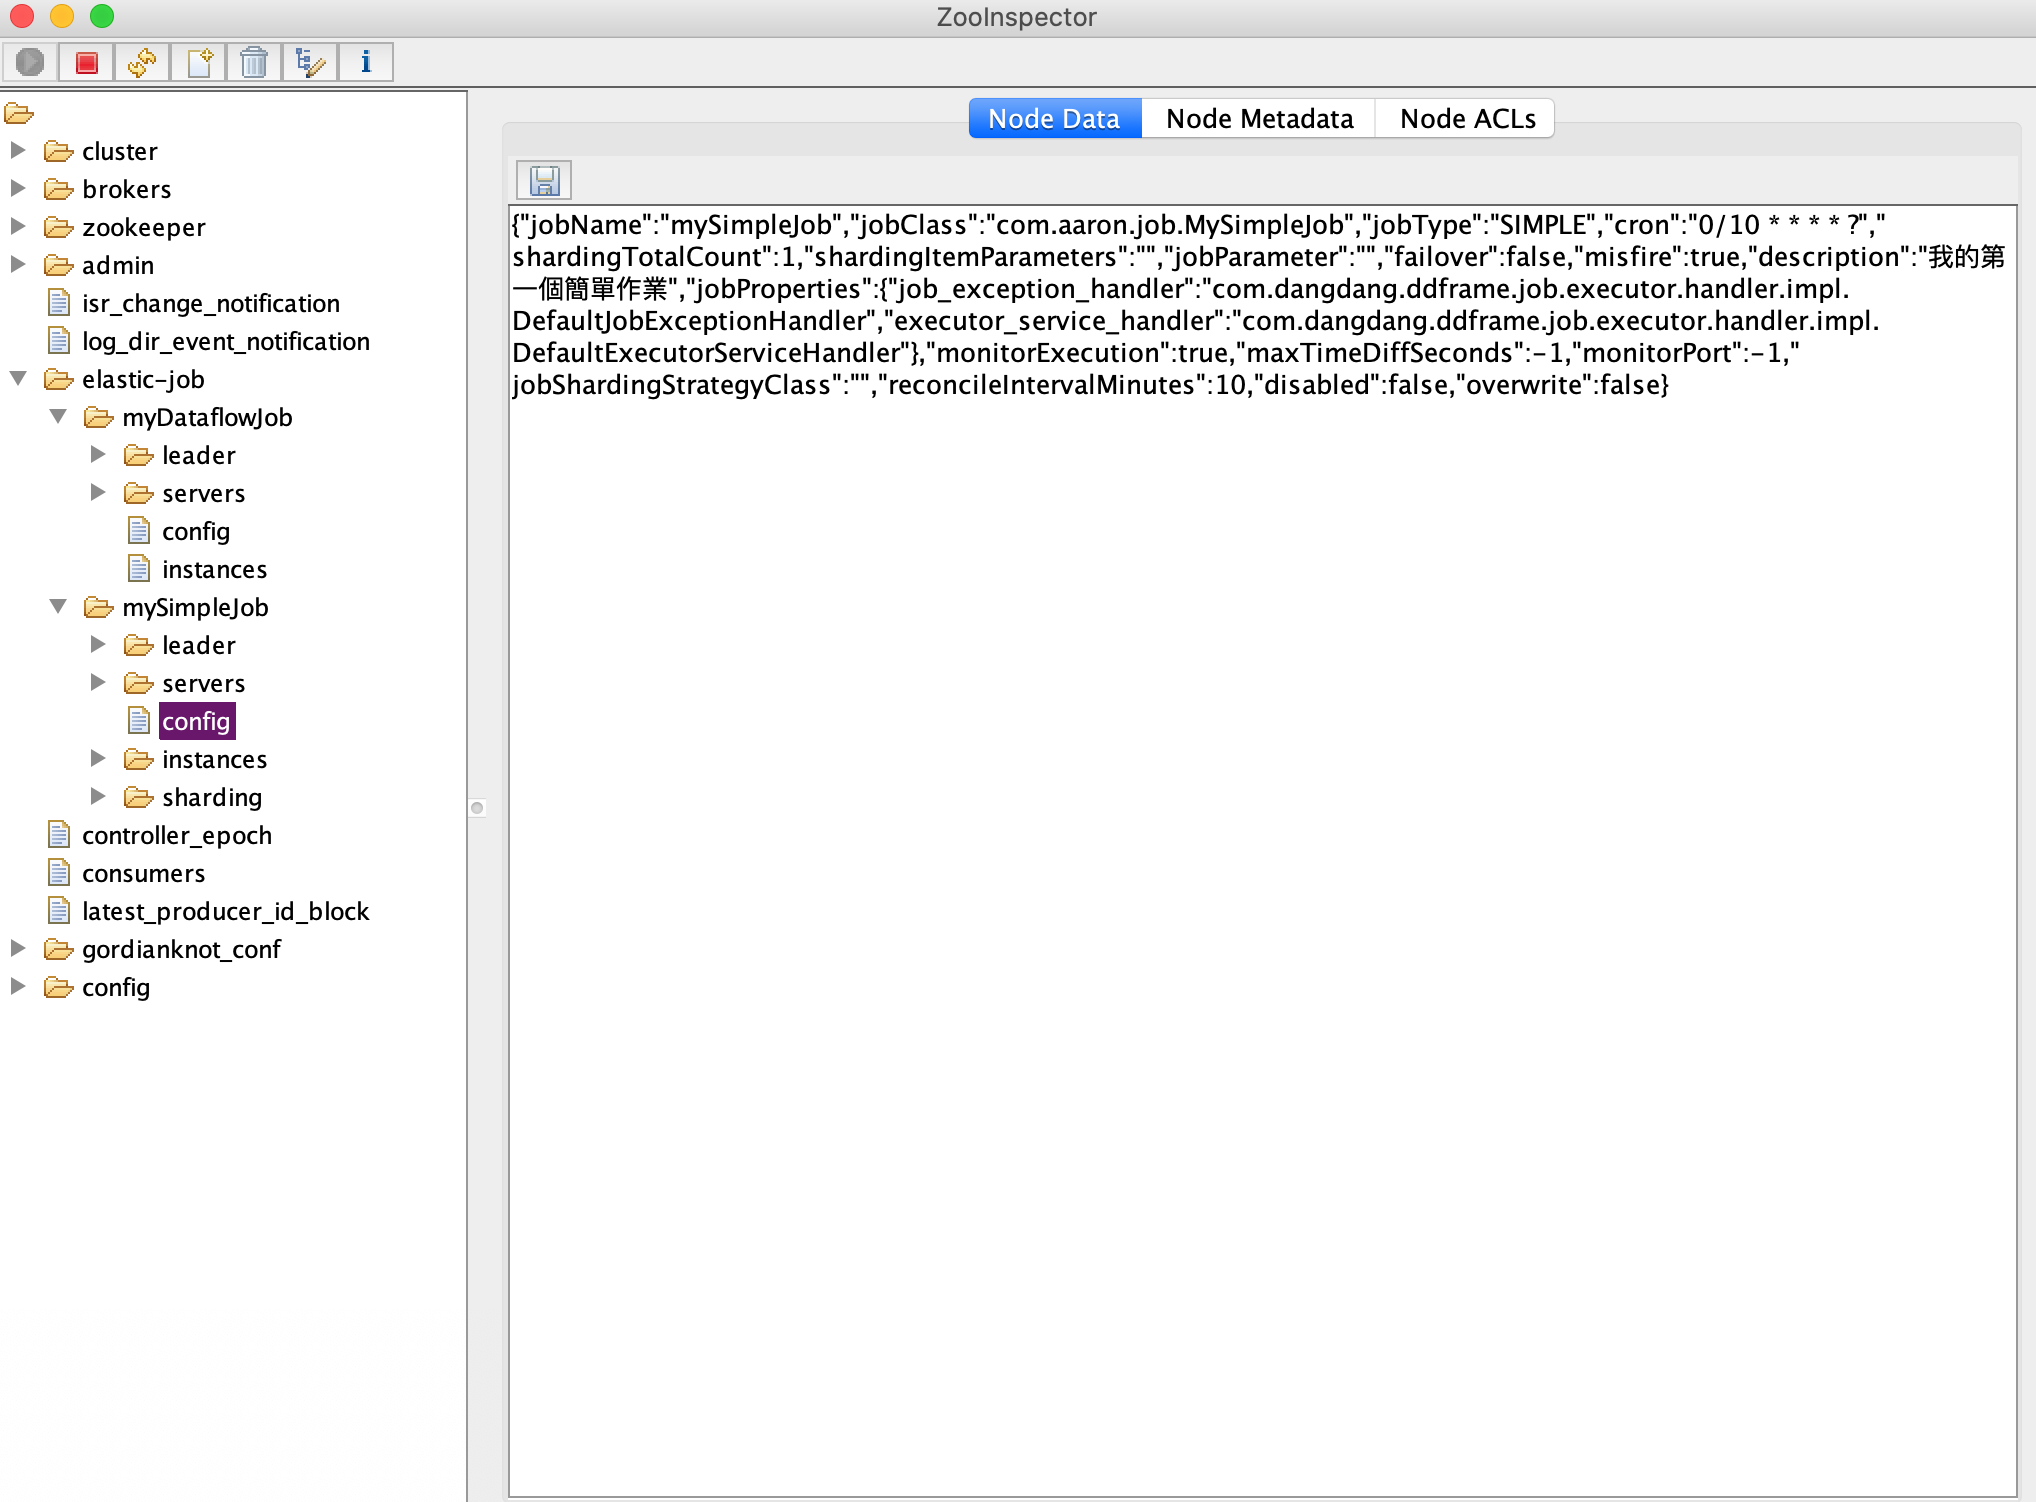 ZooInspector
cluster
brokers
zookeeper
admin
isr_change_notification
log_dir_event_notification
elastic-job
myDataflowJob
leader
servers
config
instances
mySimpleJob
leader
servers
config
instances
sharding
controller_epoch
consumers
latest_producer_id_block
gordianknot_conf
config
Node Data
Node Metadata
Node ACLs
{"jobName":"mySimpleJob","jobClass":"com.aaron.job.MySimpleJob","jobType":"SIMPLE","cron":"0/10 * * * * ?","
shardingTotalCount":1,"shardingItemParameters":"","jobParameter":"","failover":false,"misfire":true,"description":"我的第
一個簡單作業","jobProperties":{"job_exception_handler":"com.dangdang.ddframe.job.executor.handler.impl.
DefaultJobExceptionHandler","executor_service_handler":"com.dangdang.ddframe.job.executor.handler.impl.
DefaultExecutorServiceHandler"},"monitorExecution":true,"maxTimeDiffSeconds":-1,"monitorPort":-1,"
jobShardingStrategyClass":"","reconcileIntervalMinutes":10,"disabled":false,"overwrite":false}